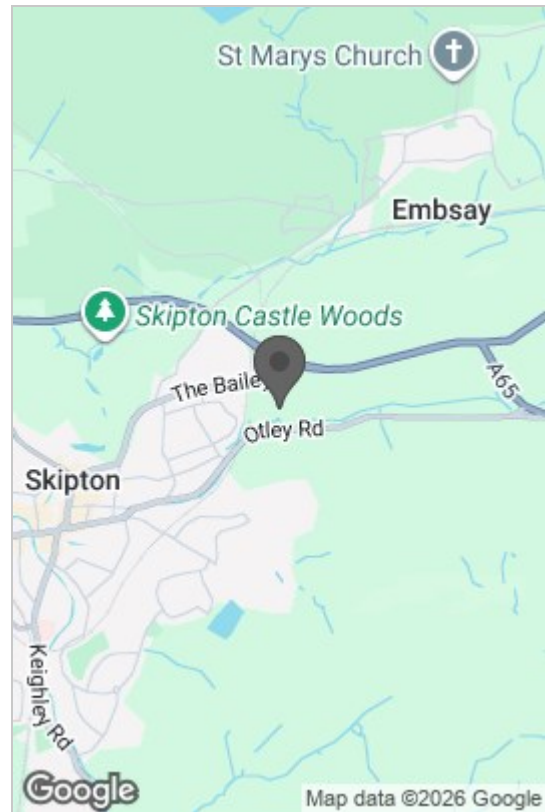 St Marys Church
Embsay
Skipton Castle Woods
The Bailey
A65
Otley Rd
Skipton
Keighley Rd
Google
Map data ©2026 Google